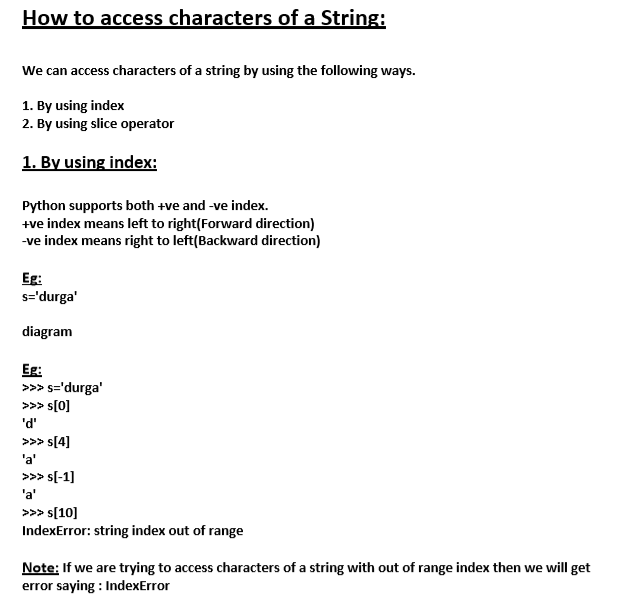 How to access characters of a String:
We can access characters of a string by using the following ways.
1. By using index
2. By using slice operator
1. By using index:
Python supports both +ve and -ve index.
+ve index means left to right(Forward direction)
-ve index means right to left(Backward direction)
Eg:
s='durga'
diagram
Eg:
>>> s='durga'
>>> s[0]
'd'
>>> s[4]
'a'
>>> s[-1]
'a'
>>> s[10]
IndexError: string index out of range
Note: If we are trying to access characters of a string with out of range index then we will get
error saying : IndexError